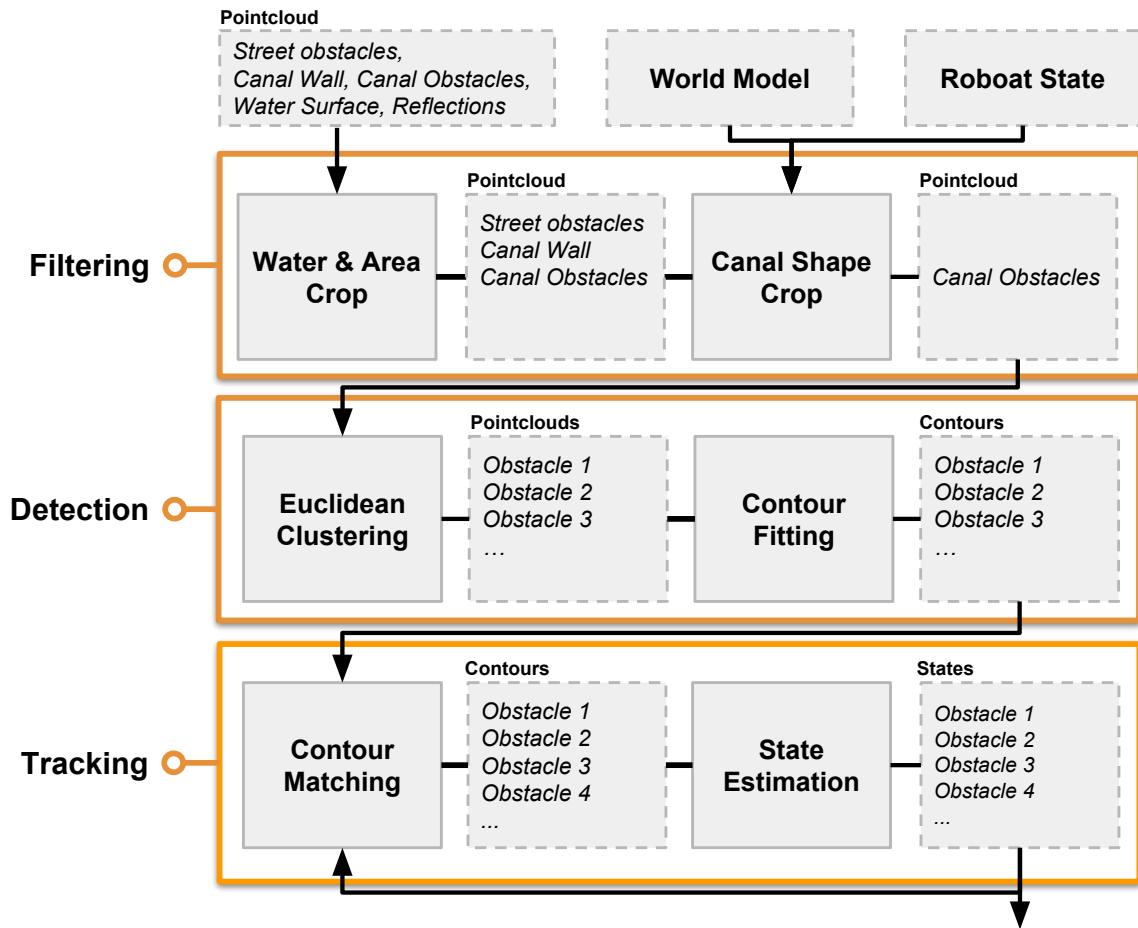 Pointcloud
Street obstacles,
Canal Wall, Canal Obstacles,
Water Surface, Reflections
World Model
Roboat State
Filtering
Water & Area
Crop
Pointcloud
Street obstacles
Canal Wall
Canal Obstacles
Canal Shape
Crop
Pointcloud
Canal Obstacles
Detection
Euclidean
Clustering
Pointclouds
Obstacle 1
Obstacle 2
Obstacle 3
…
Contour
Fitting
Contours
Obstacle 1
Obstacle 2
Obstacle 3
…
Tracking
Contour
Matching
Contours
Obstacle 1
Obstacle 2
Obstacle 3
Obstacle 4
...
State
Estimation
States
Obstacle 1
Obstacle 2
Obstacle 3
Obstacle 4
...